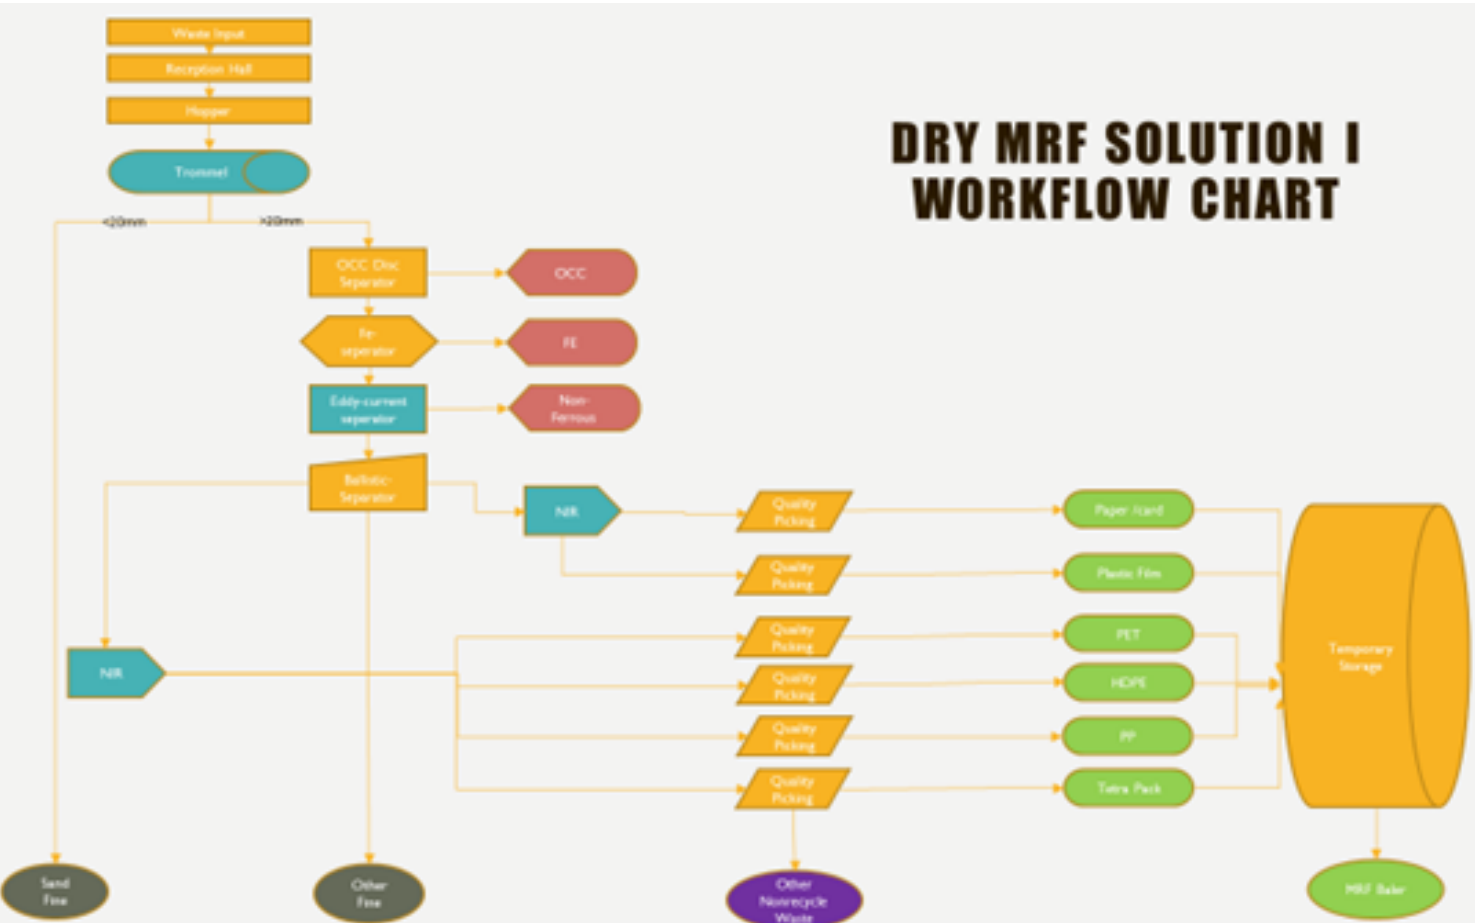 Waste Input
Reception Hall
Hopper
DRY MRF SOLUTION I
WORKFLOW CHART
Trommel
<20mm
>20mm
OCC Disc
Separator
OCC
Fe-
seperator
FE
Eddy-current
seperator
Non-
Ferrous
Ballistic-
Separator
NIR
Quality
Picking
Paper /card
Quality
Picking
Plastic Film
Quality
Picking
PET
Temporary
Storage
NIR
Quality
Picking
HDPE
Quality
Picking
PP
Quality
Picking
Tetra Pack
Sand
Fine
Other
Fine
Other
Nonrecycle
Waste
MRF Baler